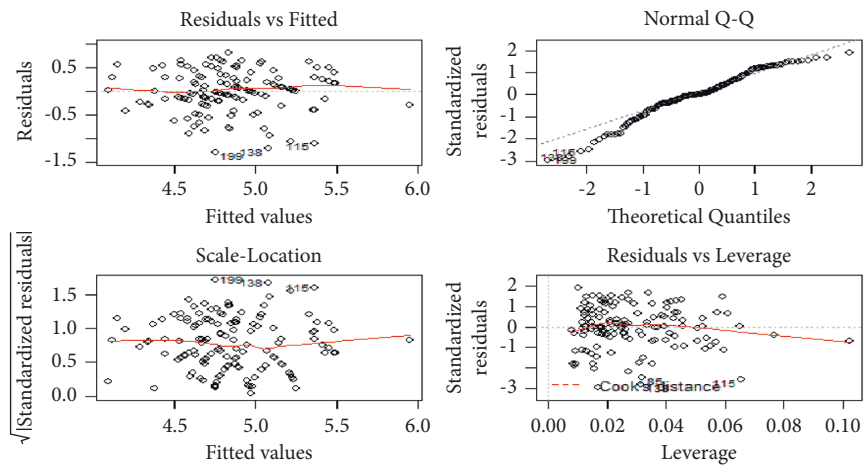 Residuals vs Fitted
Residuals
0.5
-0.5
-1.5
199
138
115
4.5 5.0 5.5 6.0
Fitted values
Normal Q-Q
Standardized
residuals
2
1
0
-1
-2
-3
115
138
199
-2 -1 0 1 2
Theoretical Quantiles
Scale-Location
√|Standardized residuals|
1.5
1.0
0.5
0.0
199
138
115
4.5 5.0 5.5 6.0
Fitted values
Residuals vs Leverage
Standardized
residuals
2
1
0
-1
-3
85
138
115
Cook's distance
0.00 0.02 0.04 0.06 0.08 0.10
Leverage